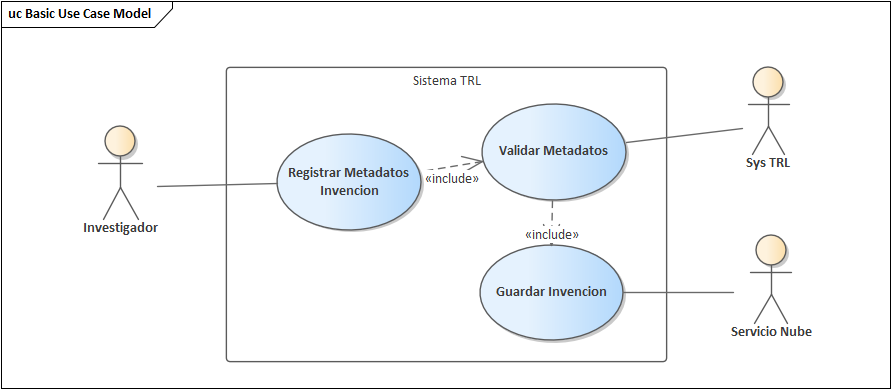 uc Basic Use Case Model
Sistema TRL
Investigador
Registrar Metadatos
Invencion
«include»
Validar Metadatos
Sys TRL
«include»
Guardar Invencion
Servicio Nube